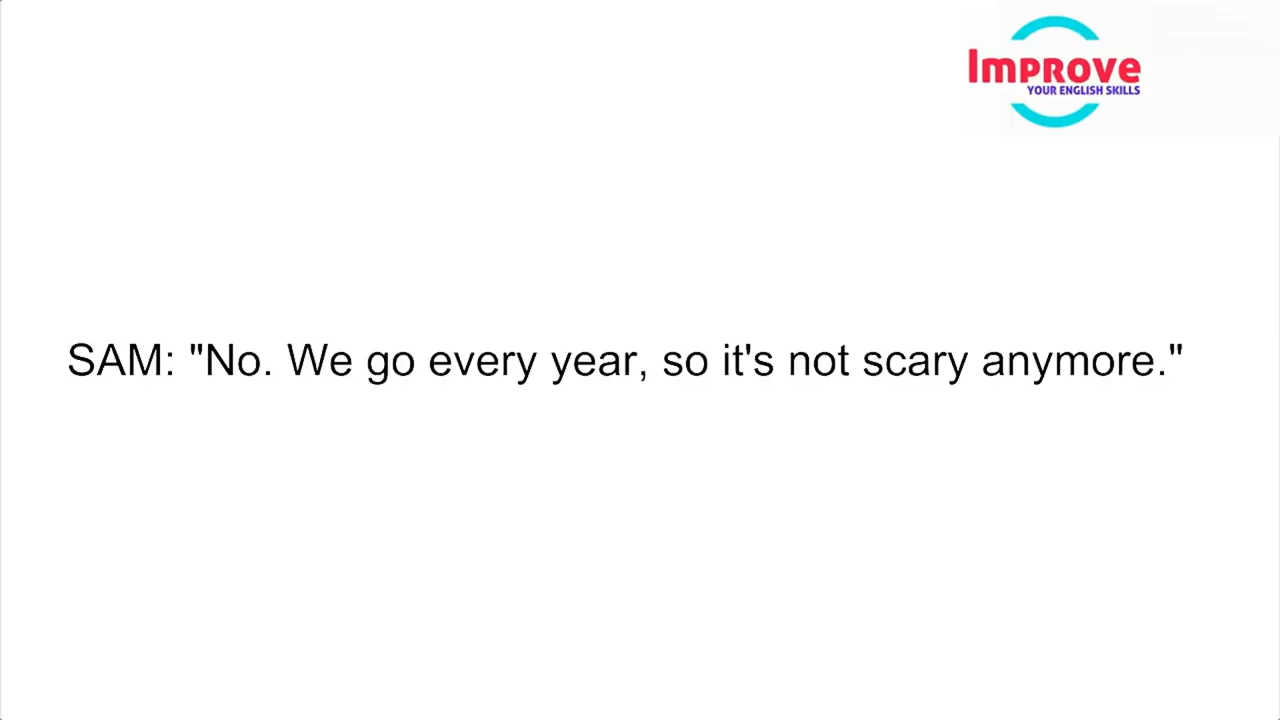 Improve
YOUR ENGLISH SKILLS
SAM: "No. We go every year, so it's not scary anymore."